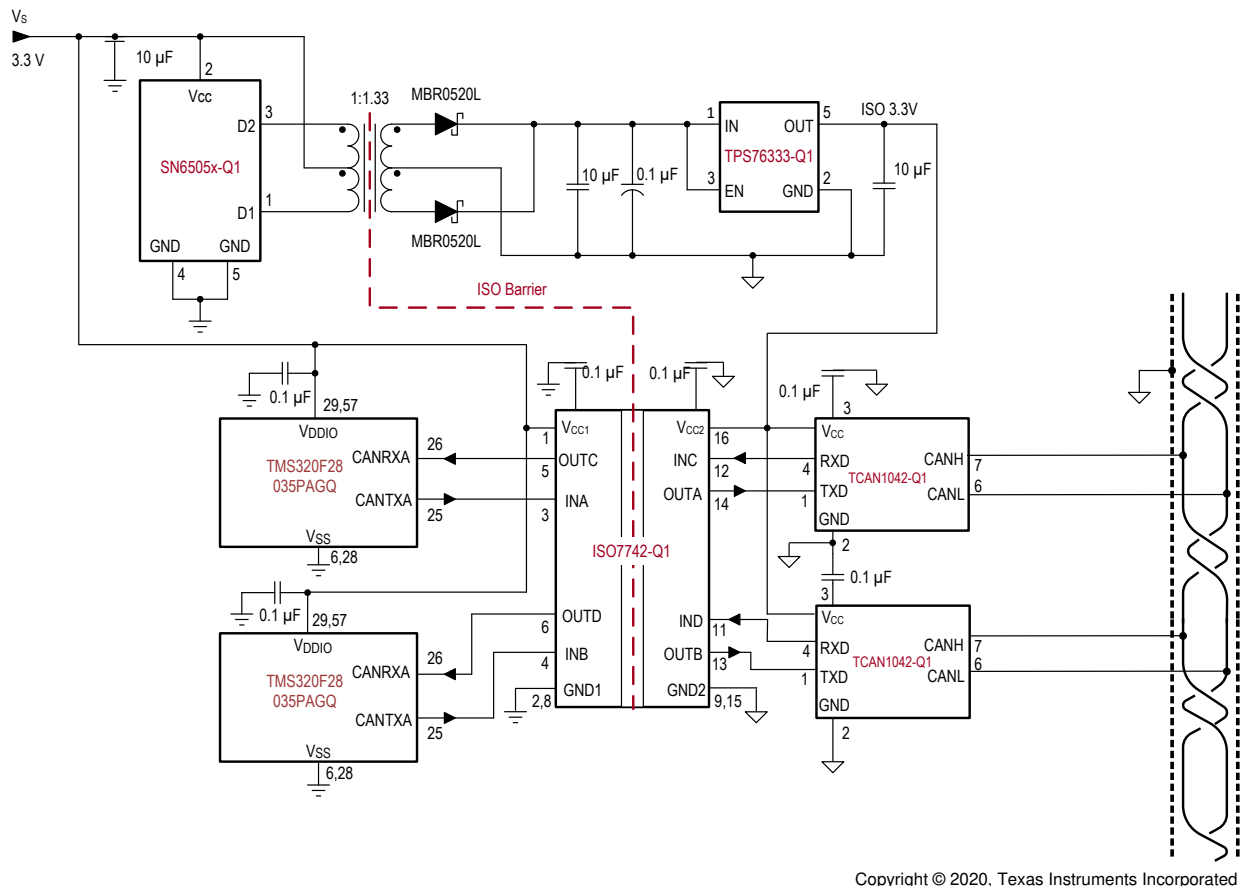 VS
3.3 V
10 µF
2
Vcc
3
D2
SN6505x-Q1
D1
1
GND
GND
4
5
1:1.33
MBR0520L
MBR0520L
10 µF
0.1 µF
1
IN
OUT
5
TPS76333-Q1
3
EN
GND
2
ISO 3.3V
10 µF
ISO Barrier
0.1 µF
29,57
VDDIO
TMS320F28
035PAGQ
CANRXA
26
CANTXA
25
VSS
6,28
0.1 µF
29,57
VDDIO
TMS320F28
035PAGQ
CANRXA
26
CANTXA
25
VSS
6,28
0.1 µF
0.1 µF
VCC1
1
OUTC
5
INA
3
ISO7742-Q1
OUTD
6
INB
4
GND1
2,8
VCC2
16
INC
12
OUTA
14
IND
11
OUTB
13
GND2
9,15
0.1 µF
3
VCC
RXD
4
TXD
1
GND
2
TCAN1042-Q1
CANH
7
CANL
6
0.1 µF
3
VCC
RXD
4
TXD
1
GND
2
TCAN1042-Q1
CANH
7
CANL
6
Copyright © 2020, Texas Instruments Incorporated